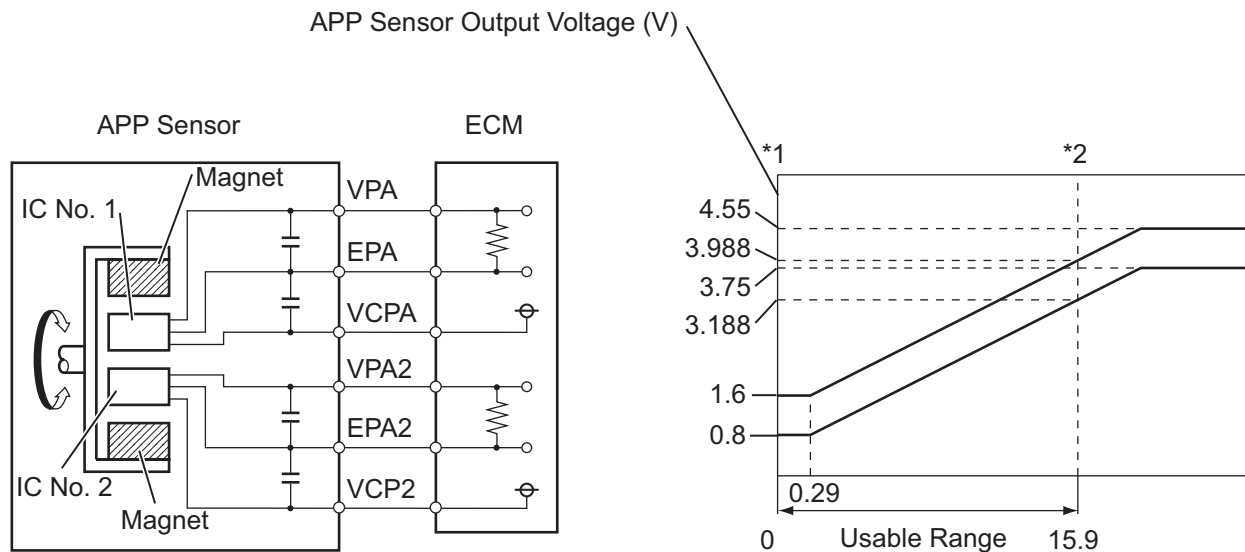 APP Sensor Output Voltage (V)
APP Sensor
ECM
Magnet
IC No. 1
VPA
EPA
VCPA
VPA2
EPA2
VCP2
IC No. 2
Magnet
*1
*2
4.55
3.988
3.75
3.188
1.6
0.8
0.29
0
Usable Range
15.9